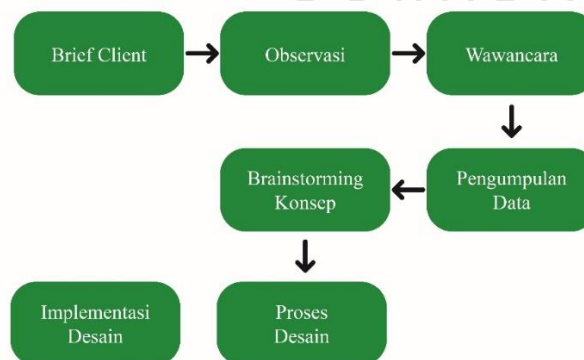 Brief Client
Observasi
Wawancara
Pengumpulan
Data
Brainstorming
Konsep
Proses
Desain
Implementasi
Desain